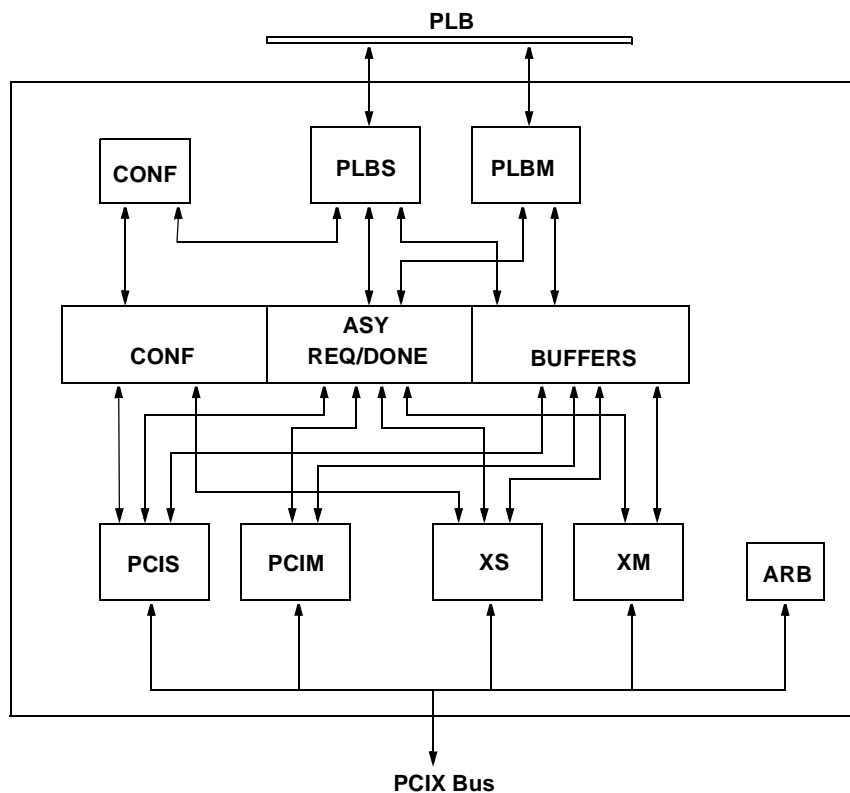 PLB
CONF
PLBS
PLBM
CONF
ASY
REQ/DONE
BUFFERS
PCIS
PCIM
XS
XM
ARB
PCIX Bus